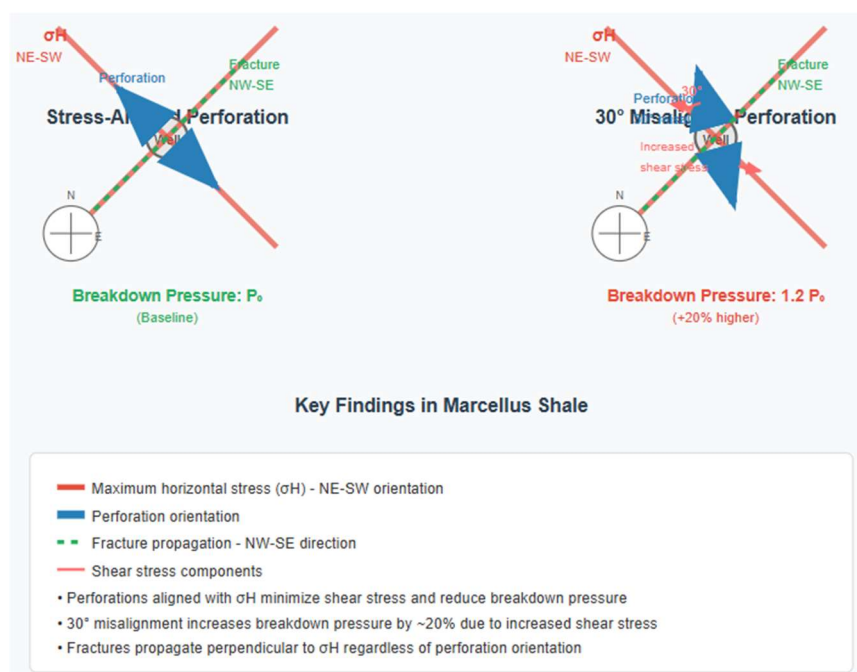 σH
NE-SW
Perforation
Fracture
NW-SE
Perforation
Well
N
E
Breakdown Pressure: P₀
(Baseline)
σH
NE-SW
30°
Fracture
NW-SE
Perforation
30°
Perforation
Increased
shear stress
N
E
Breakdown Pressure: 1.2 P₀
(+20% higher)
Key Findings in Marcellus Shale
Maximum horizontal stress (σH) - NE-SW orientation
Perforation orientation
Fracture propagation - NW-SE direction
Shear stress components
• Perforations aligned with σH minimize shear stress and reduce breakdown pressure
• 30° misalignment increases breakdown pressure by ~20% due to increased shear stress
• Fractures propagate perpendicular to σH regardless of perforation orientation